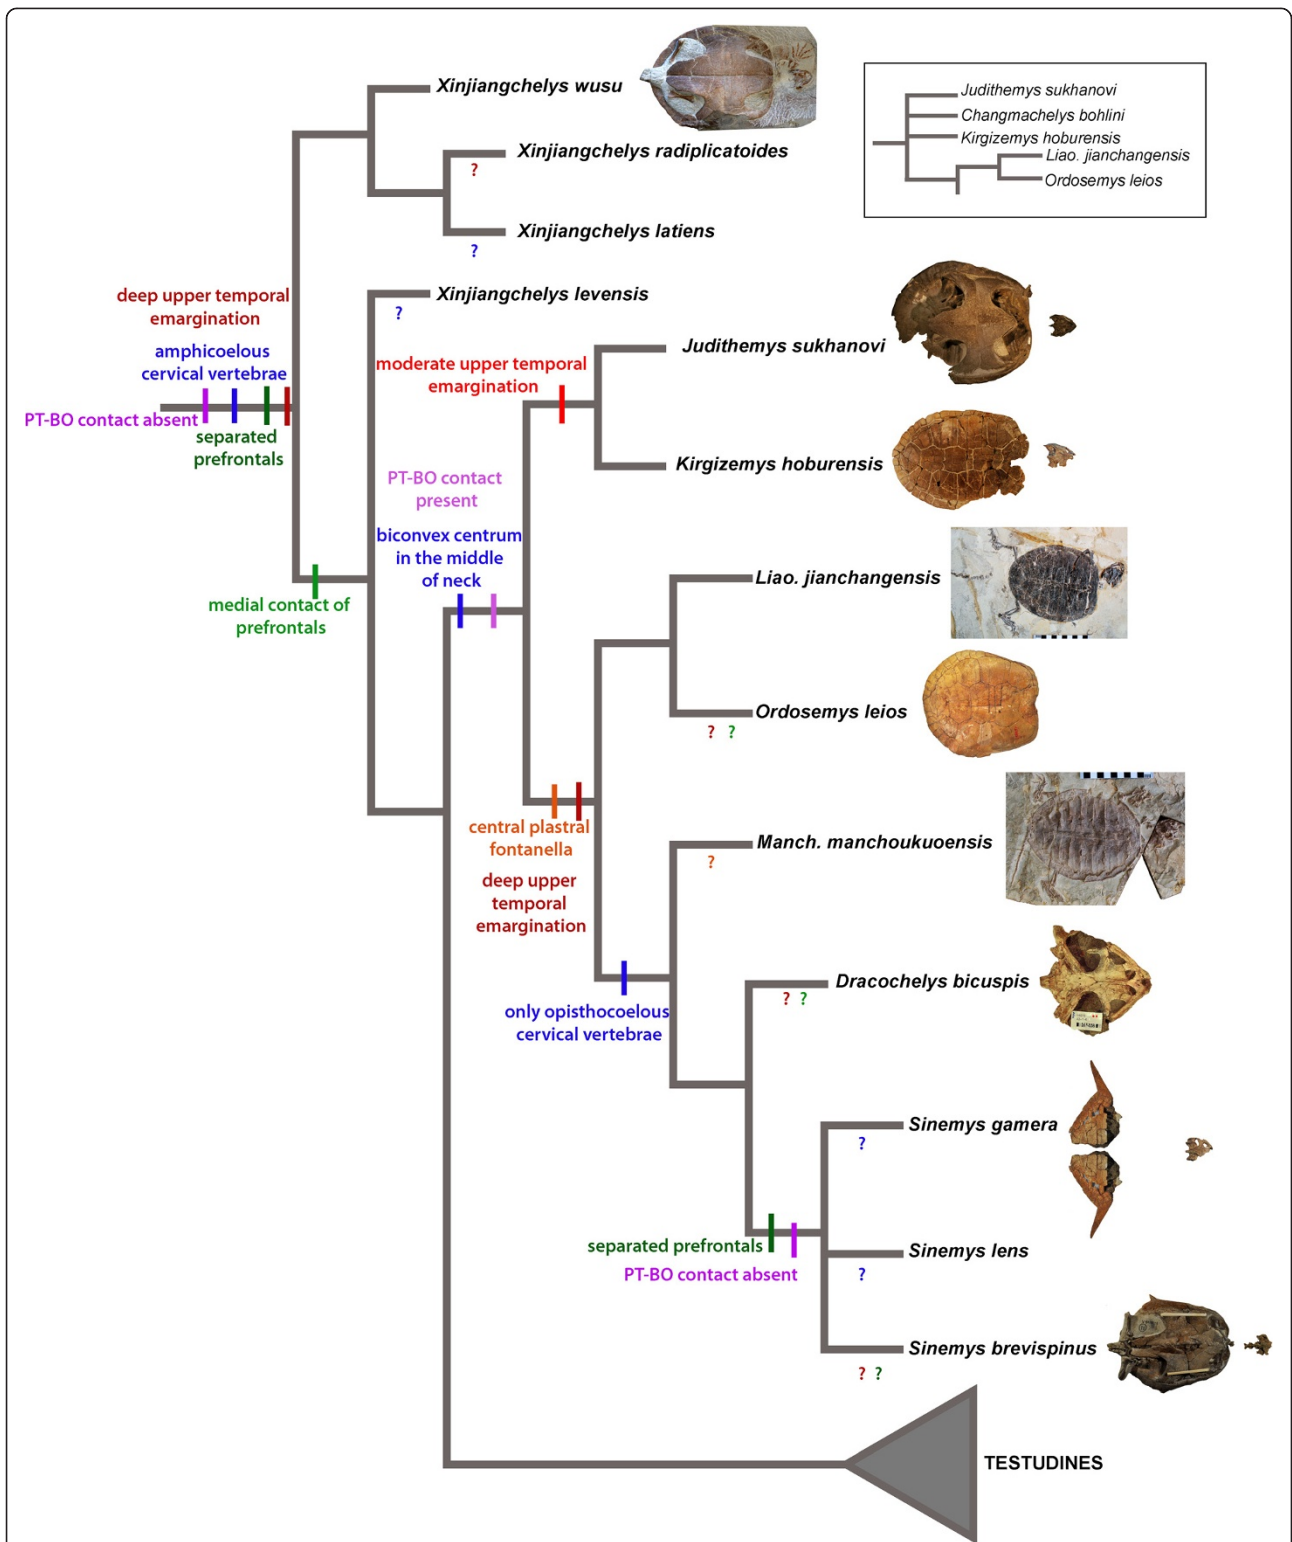 Xinjiangchelys wusu
Xinjiangchelys radiplicatoides
?
Xinjiangchelys latiens
?
Judithemys sukhanovi
Changmachelys bohlini
Kirgizemys hoburensis
Liao. jianchangensis
Ordosemys leios
deep upper temporal
emargination
amphicoelous
cervical vertebrae
PT-BO contact absent
separated
prefrontals
Xinjiangchelys levensis
?
moderate upper temporal
emargination
Judithemys sukhanovi
Kirgizemys hoburensis
PT-BO contact
present
biconvex centrum
in the middle
of neck
medial contact of
prefrontals
Liao. jianchangensis
Ordosemys leios
? ?
central plastral
fontanella
deep upper
temporal
emargination
Manch. manchoukuoensis
?
only opisthocoelous
cervical vertebrae
Dracochelys bicuspis
? ?
Sinemys gamera
?
separated prefrontals
PT-BO contact absent
Sinemys lens
?
Sinemys brevispinus
? ?
TESTUDINES